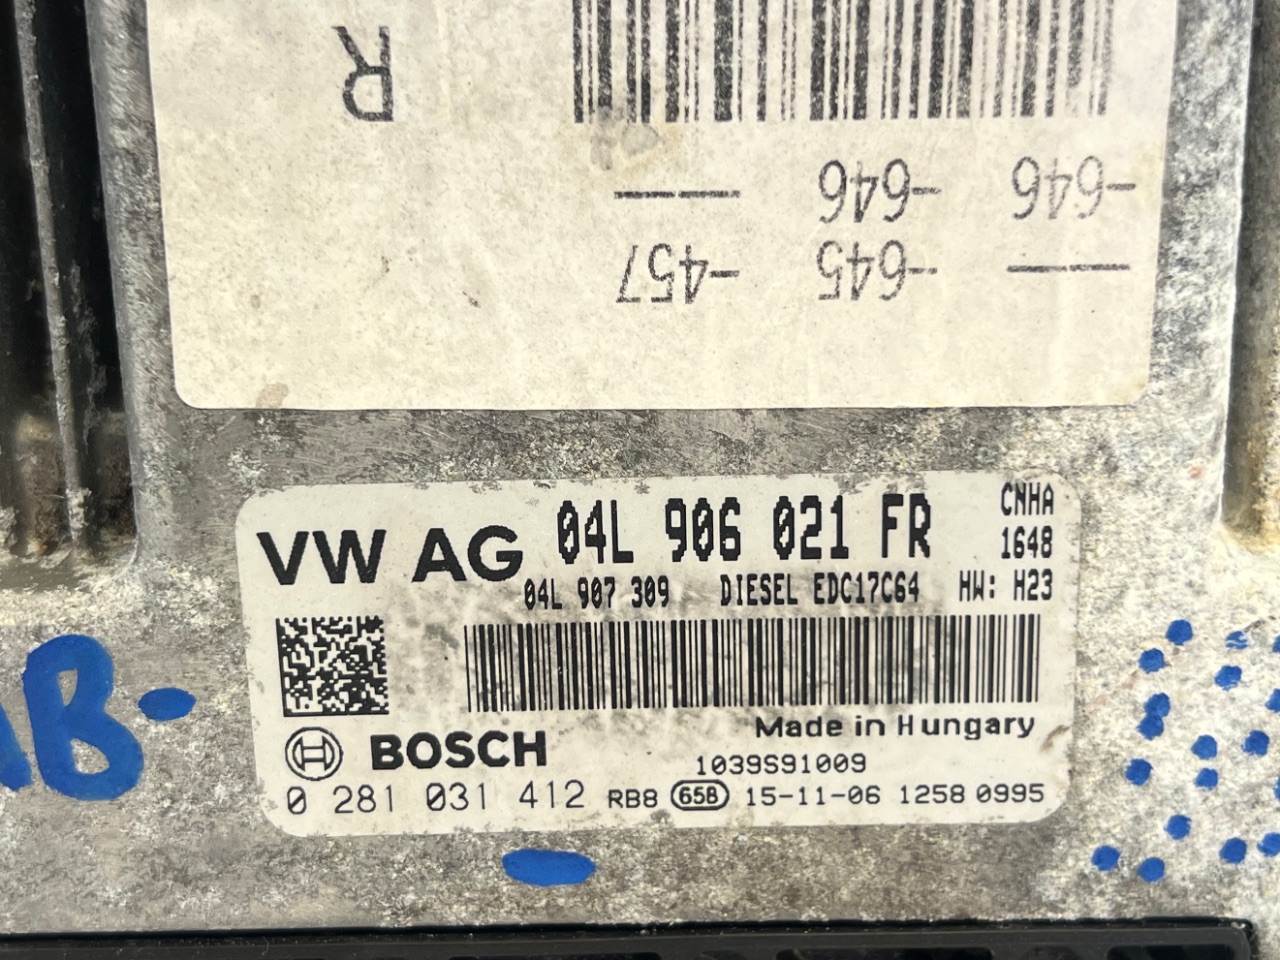 —— -645 -457
-646 -646 ——
R
VW AG 04L 906 021 FR CNHA
1648
04L 907 309 DIESEL EDC17C64 HW: H23
Made in Hungary
BOSCH 1039S91009
0 281 031 412 RB8 658 15-11-06 1258 0995
B-